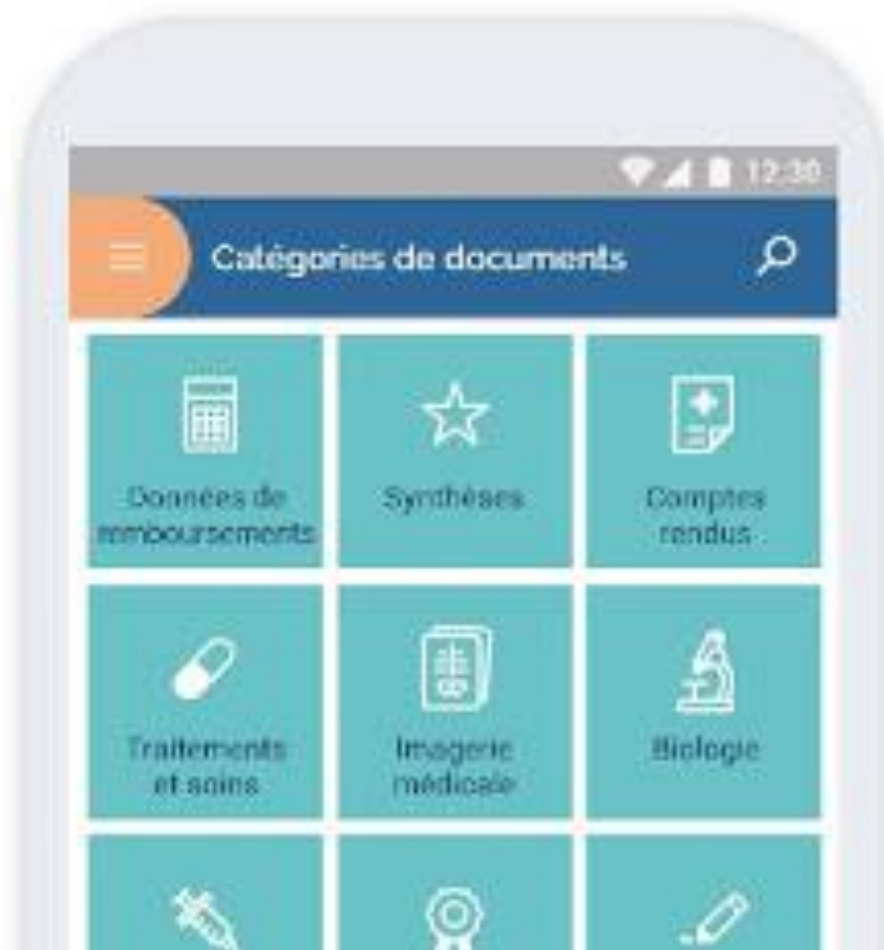 12:30
Catégories de documents
Données de
remboursements
Synthèses
Comptes
rendus
Traitements
et soins
Imagerie
médicale
Biologie